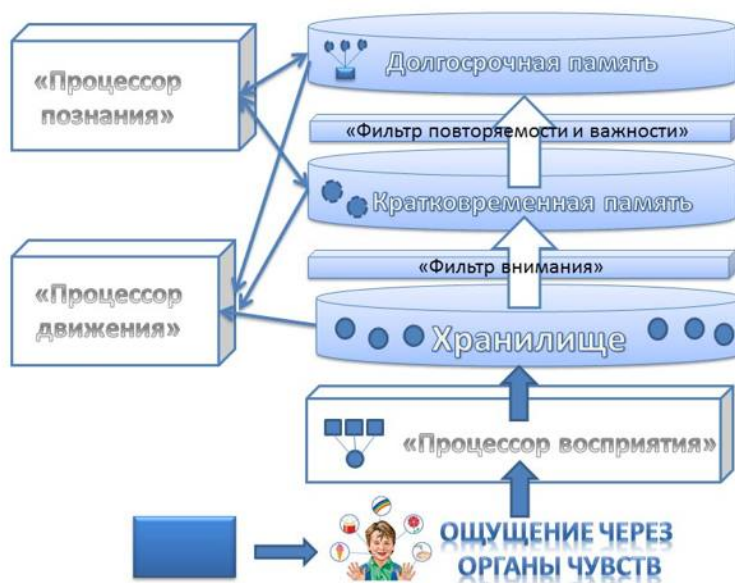 Долгосрочная память
«Процессор
познания»
«Фильтр повторяемости и важности»
Кратковременная память
«Фильтр внимания»
«Процессор
движения»
Хранилище
«Процессор восприятия»
ОЩУЩЕНИЕ ЧЕРЕЗ
ОРГАНЫ ЧУВСТВ